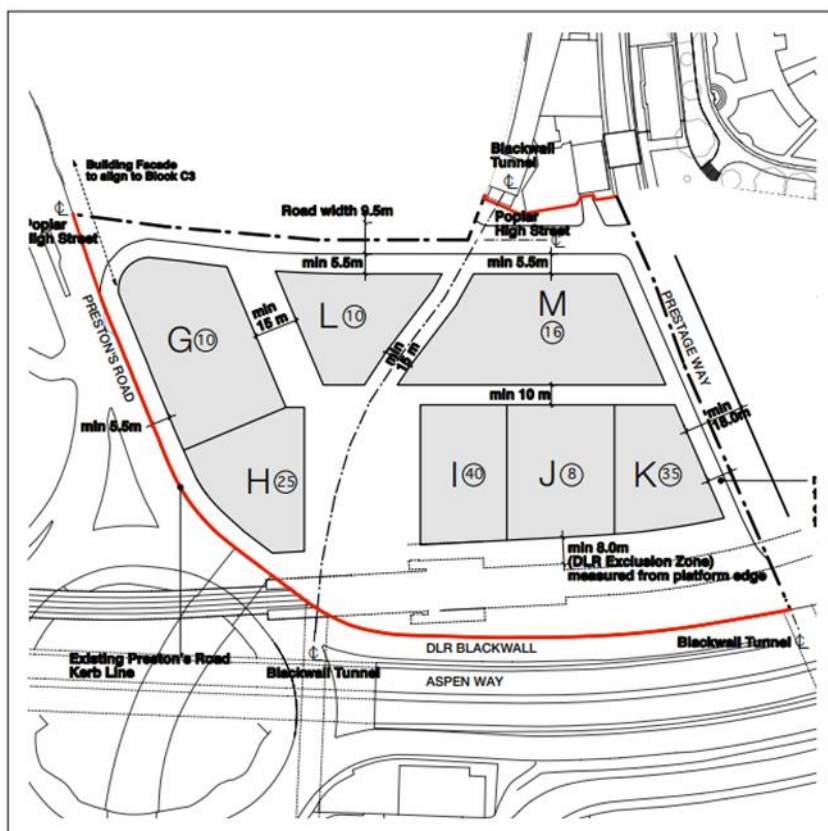 Building Facade
to align to Block C3
Blackwall
Tunnel
℄
℄
Road width 9.5m
Poplar
High Street
oplar
igh Street
℄
min 5.5m
min 5.5m
PRESTON'S ROAD
G 10
min
15 m
L 10
min
15 m
M
16
PRESTAGE WAY
min 10 m
min 5.5m
min
18.0m
H 25
I 40
J 8
K 35
min 8.0m
(DLR Exclusion Zone)
measured from platform edge
Existing Preston's Road
Kerb Line
℄
Blackwall Tunnel
DLR BLACKWALL
ASPEN WAY
Blackwall Tunnel
℄